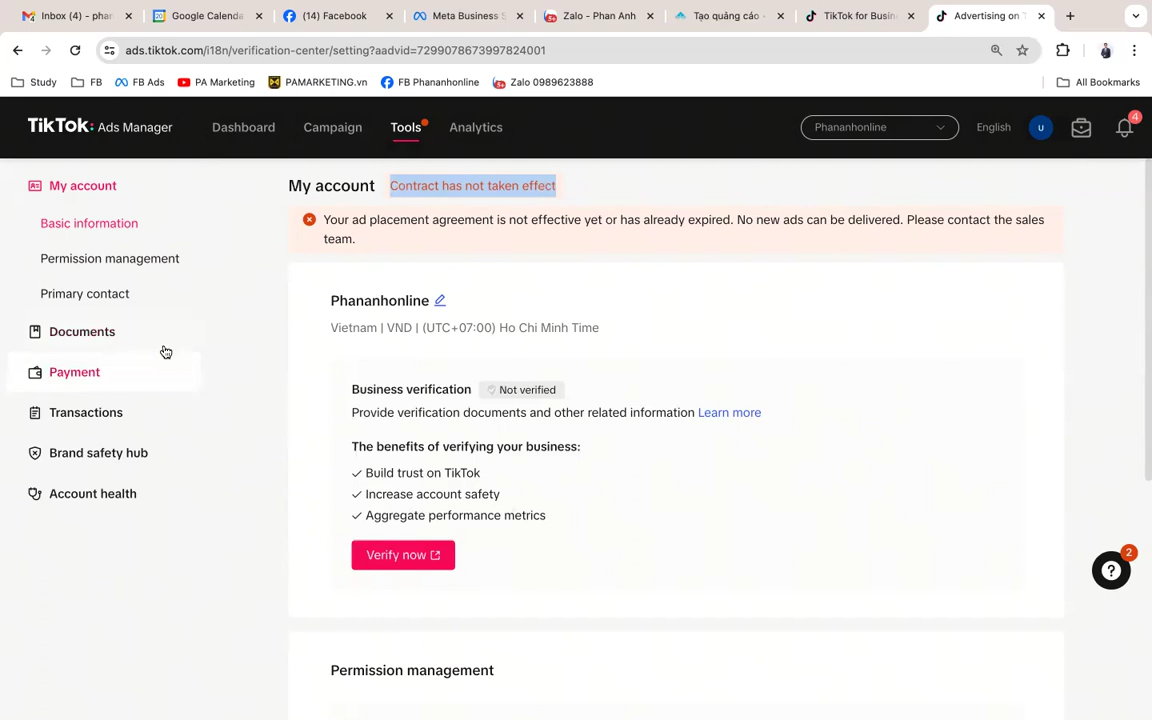 Inbox (4) - phan
Google Calenda
(14) Facebook
Meta Business S
Zalo - Phan Anh
Tạo quảng cáo -
TikTok for Busin
Advertising on T
ads.tiktok.com/i18n/verification-center/setting?aadvid=7299078673997824001
Study
FB
FB Ads
PA Marketing
PAMARKETING.vn
FB Phananhonline
Zalo 0989623888
All Bookmarks
TikTok: Ads Manager
Dashboard
Campaign
Tools
Analytics
Phananhonline
English
U
4
My account
Basic information
Permission management
Primary contact
Documents
Payment
Transactions
Brand safety hub
Account health
My account
Contract has not taken effect
Your ad placement agreement is not effective yet or has already expired. No new ads can be delivered. Please contact the sales
team.
Phananhonline
Vietnam | VND | (UTC+07:00) Ho Chi Minh Time
Business verification
Not verified
Provide verification documents and other related information Learn more
The benefits of verifying your business:
Build trust on TikTok
Increase account safety
Aggregate performance metrics
Verify now
2
Permission management